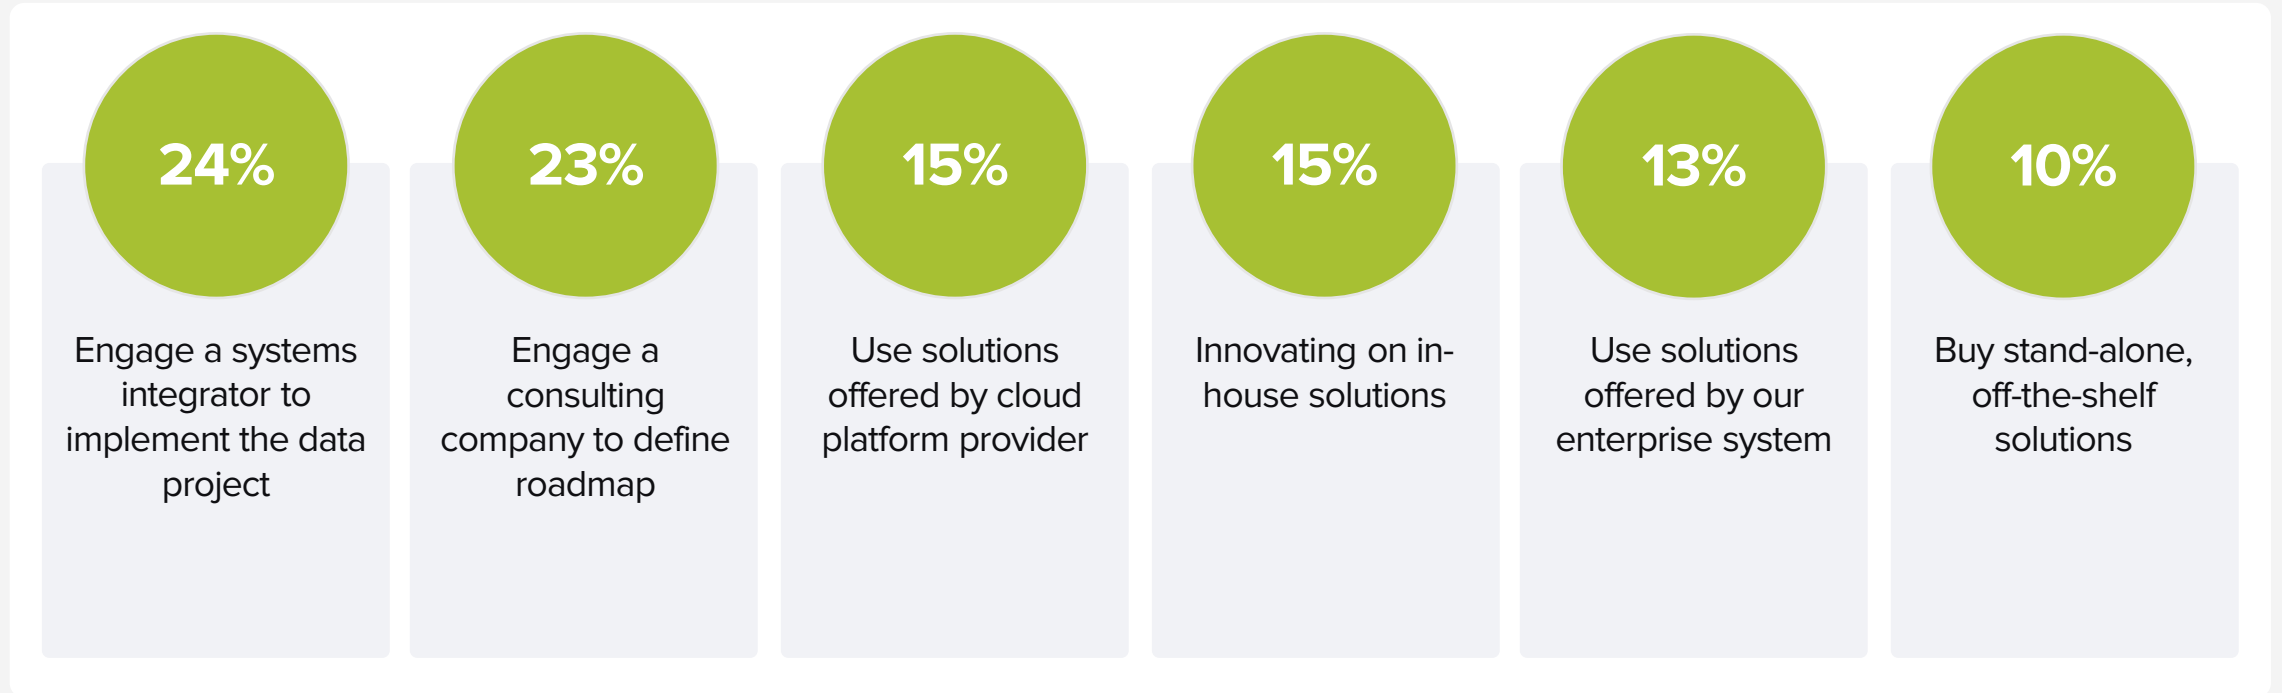 24%
Engage a systems
integrator to
implement the data
project
23%
Engage a
consulting
company to define
roadmap
15%
Use solutions
offered by cloud
platform provider
15%
Innovating on in-
house solutions
13%
Use solutions
offered by our
enterprise system
10%
Buy stand-alone,
off-the-shelf
solutions